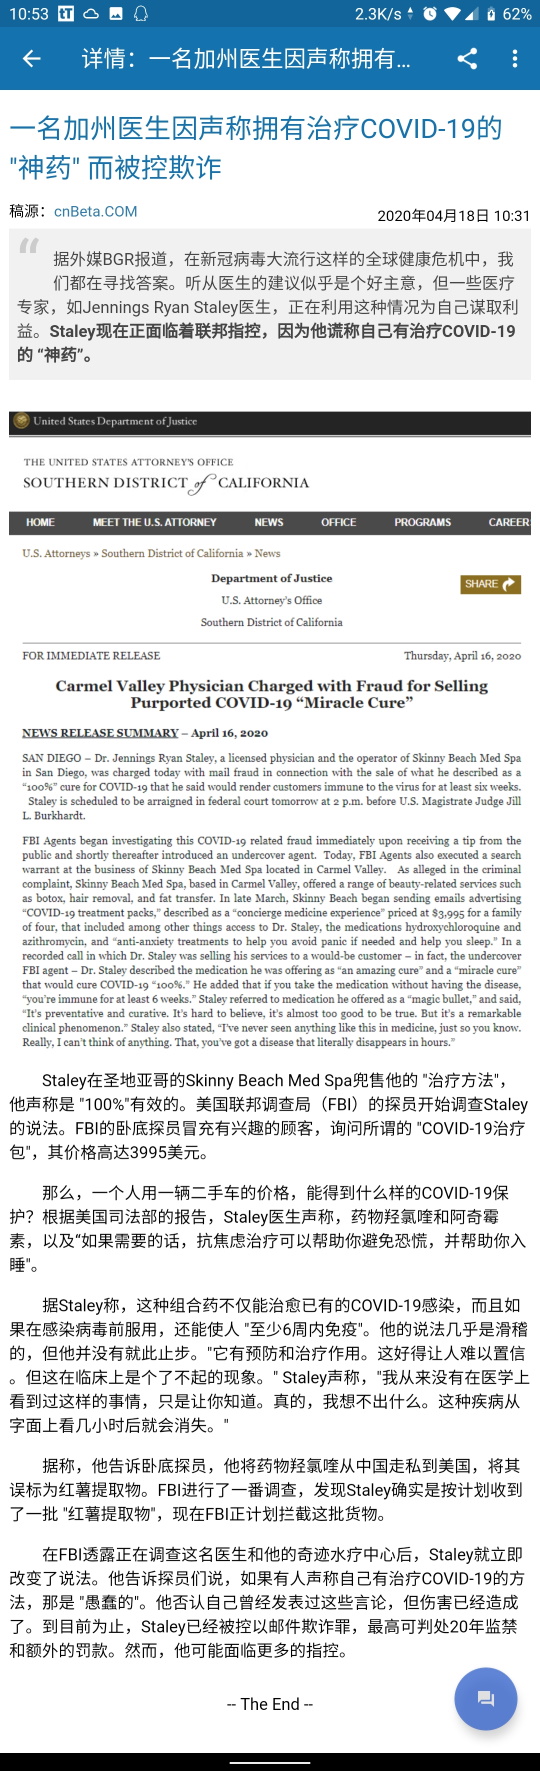 10:53
2.3K/s
62%
详情：一名加州医生因声称拥有...
一名加州医生因声称拥有治疗COVID-19的
"神药" 而被控欺诈
稿源：cnBeta.COM
2020年04月18日 10:31
据外媒BGR报道，在新冠病毒大流行这样的全球健康危机中，我
们都在寻找答案。听从医生的建议似乎是个好主意，但一些医疗
专家，如Jennings Ryan Staley医生，正在利用这种情况为自己谋取利
益。Staley现在正面临着联邦指控，因为他谎称自己有治疗COVID-19
的 “神药”。
United States Department of Justice
THE UNITED STATES ATTORNEY'S OFFICE
SOUTHERN DISTRICT of CALIFORNIA
HOME MEET THE U.S. ATTORNEY NEWS OFFICE PROGRAMS CAREER
U.S. Attorneys » Southern District of California » News
Department of Justice
SHARE
U.S. Attorney's Office
Southern District of California
FOR IMMEDIATE RELEASE
Thursday, April 16, 2020
Carmel Valley Physician Charged with Fraud for Selling
Purported COVID-19 “Miracle Cure”
NEWS RELEASE SUMMARY – April 16, 2020
SAN DIEGO – Dr. Jennings Ryan Staley, a licensed physician and the operator of Skinny Beach Med Spa
in San Diego, was charged today with mail fraud in connection with the sale of what he described as a
“100%” cure for COVID-19 that he said would render customers immune to the virus for at least six weeks.
Staley is scheduled to be arraigned in federal court tomorrow at 2 p.m. before U.S. Magistrate Judge Jill
L. Burkhardt.
FBI Agents began investigating this COVID-19 related fraud immediately upon receiving a tip from the
public and shortly thereafter introduced an undercover agent. Today, FBI Agents also executed a search
warrant at the business of Skinny Beach Med Spa located in Carmel Valley. As alleged in the criminal
complaint, Skinny Beach Med Spa, based in Carmel Valley, offered a range of beauty-related services such
as botox, hair removal, and fat transfer. In late March, Skinny Beach began sending emails advertising
“COVID-19 treatment packs,” described as a “concierge medicine experience” priced at $3,995 for a family
of four, that included among other things access to Dr. Staley, the medications hydroxychloroquine and
azithromycin, and “anti-anxiety treatments to help you avoid panic if needed and help you sleep.” In a
recorded call in which Dr. Staley was selling his services to a would-be customer – in fact, the undercover
FBI agent – Dr. Staley described the medication he was offering as “an amazing cure” and a “miracle cure”
that would cure COVID-19 “100%.” He added that if you take the medication without having the disease,
“you're immune for at least 6 weeks.” Staley referred to medication he offered as a “magic bullet,” and said,
“It's preventative and curative. It's hard to believe, it's almost too good to be true. But it's a remarkable
clinical phenomenon.” Staley also stated, “I've never seen anything like this in medicine, just so you know.
Really, I can't think of anything. That, you've got a disease that literally disappears in hours.”
Staley在圣地亚哥的Skinny Beach Med Spa兜售他的 "治疗方法"，
他声称是 "100%"有效的。美国联邦调查局（FBI）的探员开始调查Staley
的说法。FBI的卧底探员冒充有兴趣的顾客，询问所谓的 "COVID-19治疗
包"，其价格高达3995美元。
那么，一个人用一辆二手车的价格，能得到什么样的COVID-19保
护？根据美国司法部的报告，Staley医生声称，药物羟氯喹和阿奇霉
素，以及“如果需要的话，抗焦虑治疗可以帮助你避免恐慌，并帮助你入
睡"。
据Staley称，这种组合药不仅能治愈已有的COVID-19感染，而且如
果在感染病毒前服用，还能使人 "至少6周内免疫"。他的说法几乎是滑稽
的，但他并没有就此止步。"它有预防和治疗作用。这好得让人难以置信
。但这在临床上是个了不起的现象。" Staley声称，"我从来没有在医学上
看到过这样的事情，只是让你知道。真的，我想不出什么。这种疾病从
字面上看几小时后就会消失。"
据称，他告诉卧底探员，他将药物羟氯喹从中国走私到美国，将其
误标为红薯提取物。FBI进行了一番调查，发现Staley确实是按计划收到
了一批 "红薯提取物"，现在FBI正计划拦截这批货物。
在FBI透露正在调查这名医生和他的奇迹水疗中心后，Staley就立即
改变了说法。他告诉探员们说，如果有人声称自己有治疗COVID-19的方
法，那是 "愚蠢的"。他否认自己曾经发表过这些言论，但伤害已经造成
了。到目前为止，Staley已经被控以邮件欺诈罪，最高可判处20年监禁
和额外的罚款。然而，他可能面临更多的指控。
-- The End --